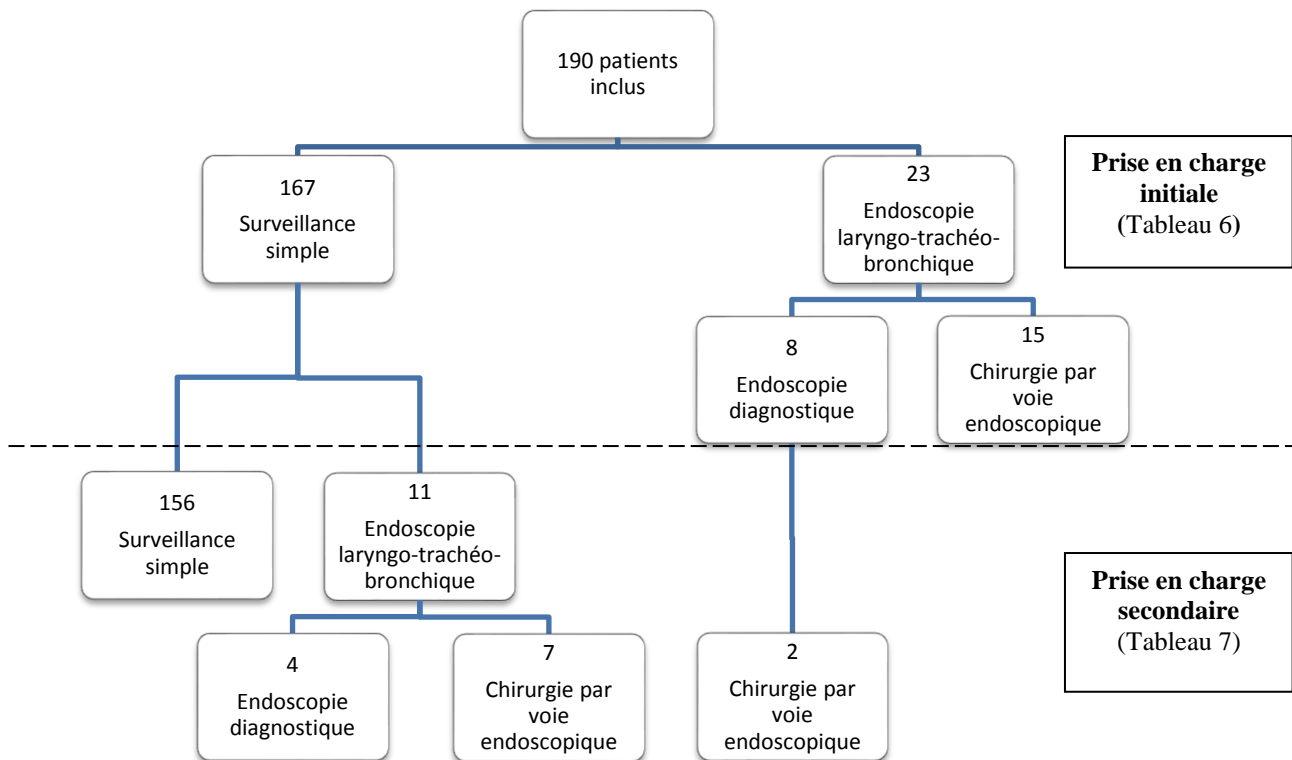 190 patients
inclus
167
Surveillance
simple
23
Endoscopie
laryngo-trachéo-
bronchique
Prise en charge
initiale
(Tableau 6)
8
Endoscopie
diagnostique
15
Chirurgie par
voie
endoscopique
156
Surveillance
simple
11
Endoscopie
laryngo-trachéo-
bronchique
Prise en charge
secondaire
(Tableau 7)
4
Endoscopie
diagnostique
7
Chirurgie par
voie
endoscopique
2
Chirurgie par
voie
endoscopique